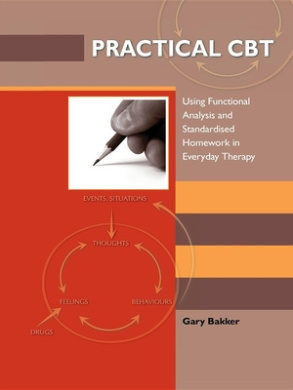 PRACTICAL CBT
Using Functional
Analysis and
Standardised
Homework in
Everyday Therapy
EVENTS, SITUATIONS
THOUGHTS
FEELINGS
BEHAVIOURS
DRUGS
Gary Bakker